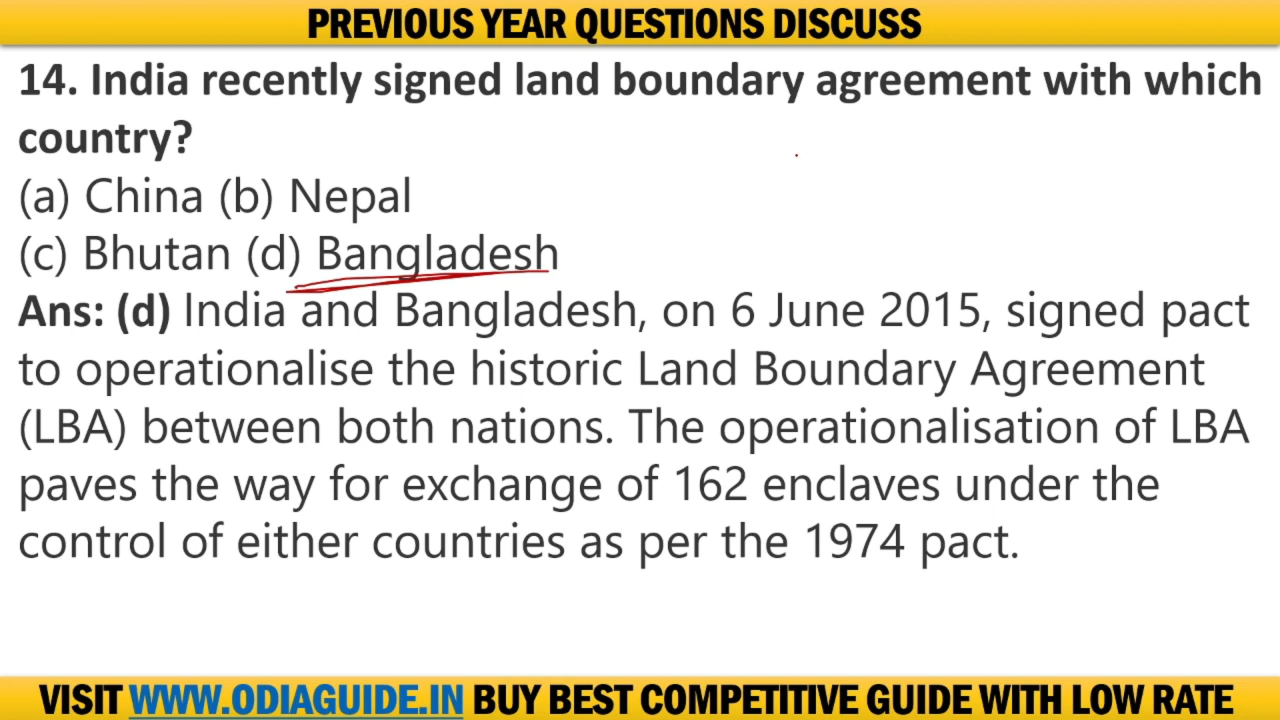 PREVIOUS YEAR QUESTIONS DISCUSS
14. India recently signed land boundary agreement with which
country?
(a) China (b) Nepal
(c) Bhutan (d) Bangladesh
Ans: (d) India and Bangladesh, on 6 June 2015, signed pact
to operationalise the historic Land Boundary Agreement
(LBA) between both nations. The operationalisation of LBA
paves the way for exchange of 162 enclaves under the
control of either countries as per the 1974 pact.
VISIT WWW.ODIAGUIDE.IN BUY BEST COMPETITIVE GUIDE WITH LOW RATE